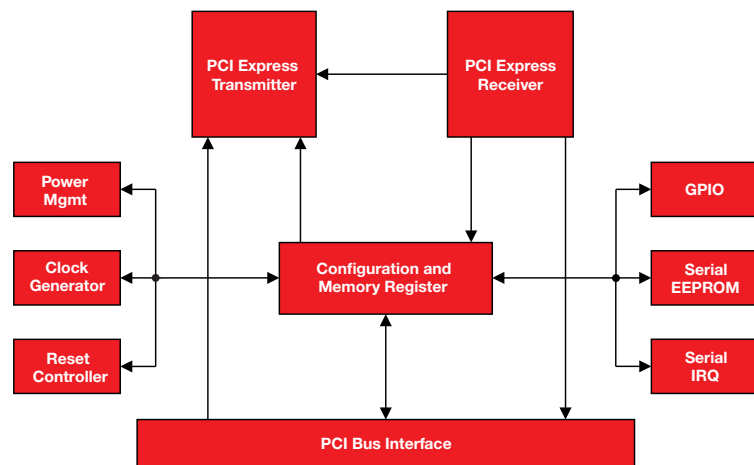 PCI Express
Transmitter
PCI Express
Receiver
Power
Mgmt
GPIO
Clock
Generator
Configuration and
Memory Register
Serial
EEPROM
Reset
Controller
Serial
IRQ
PCI Bus Interface